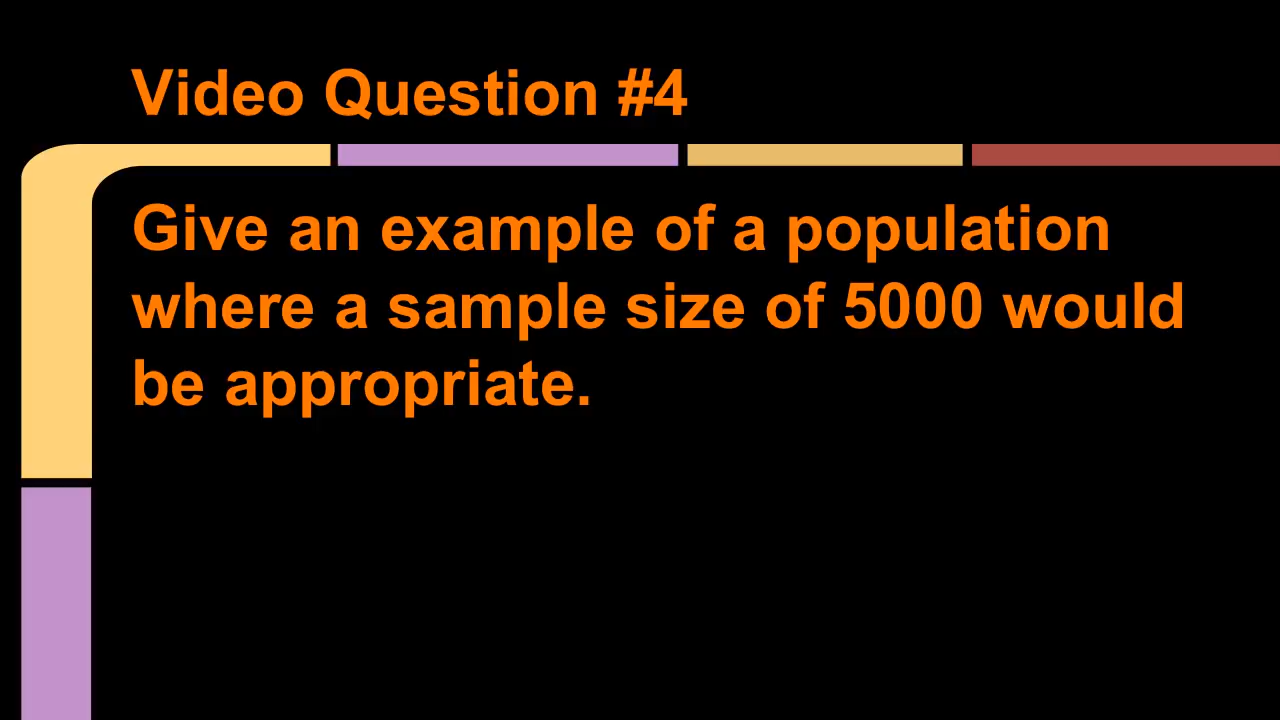 Video Question #4
Give an example of a population
where a sample size of 5000 would
be appropriate.